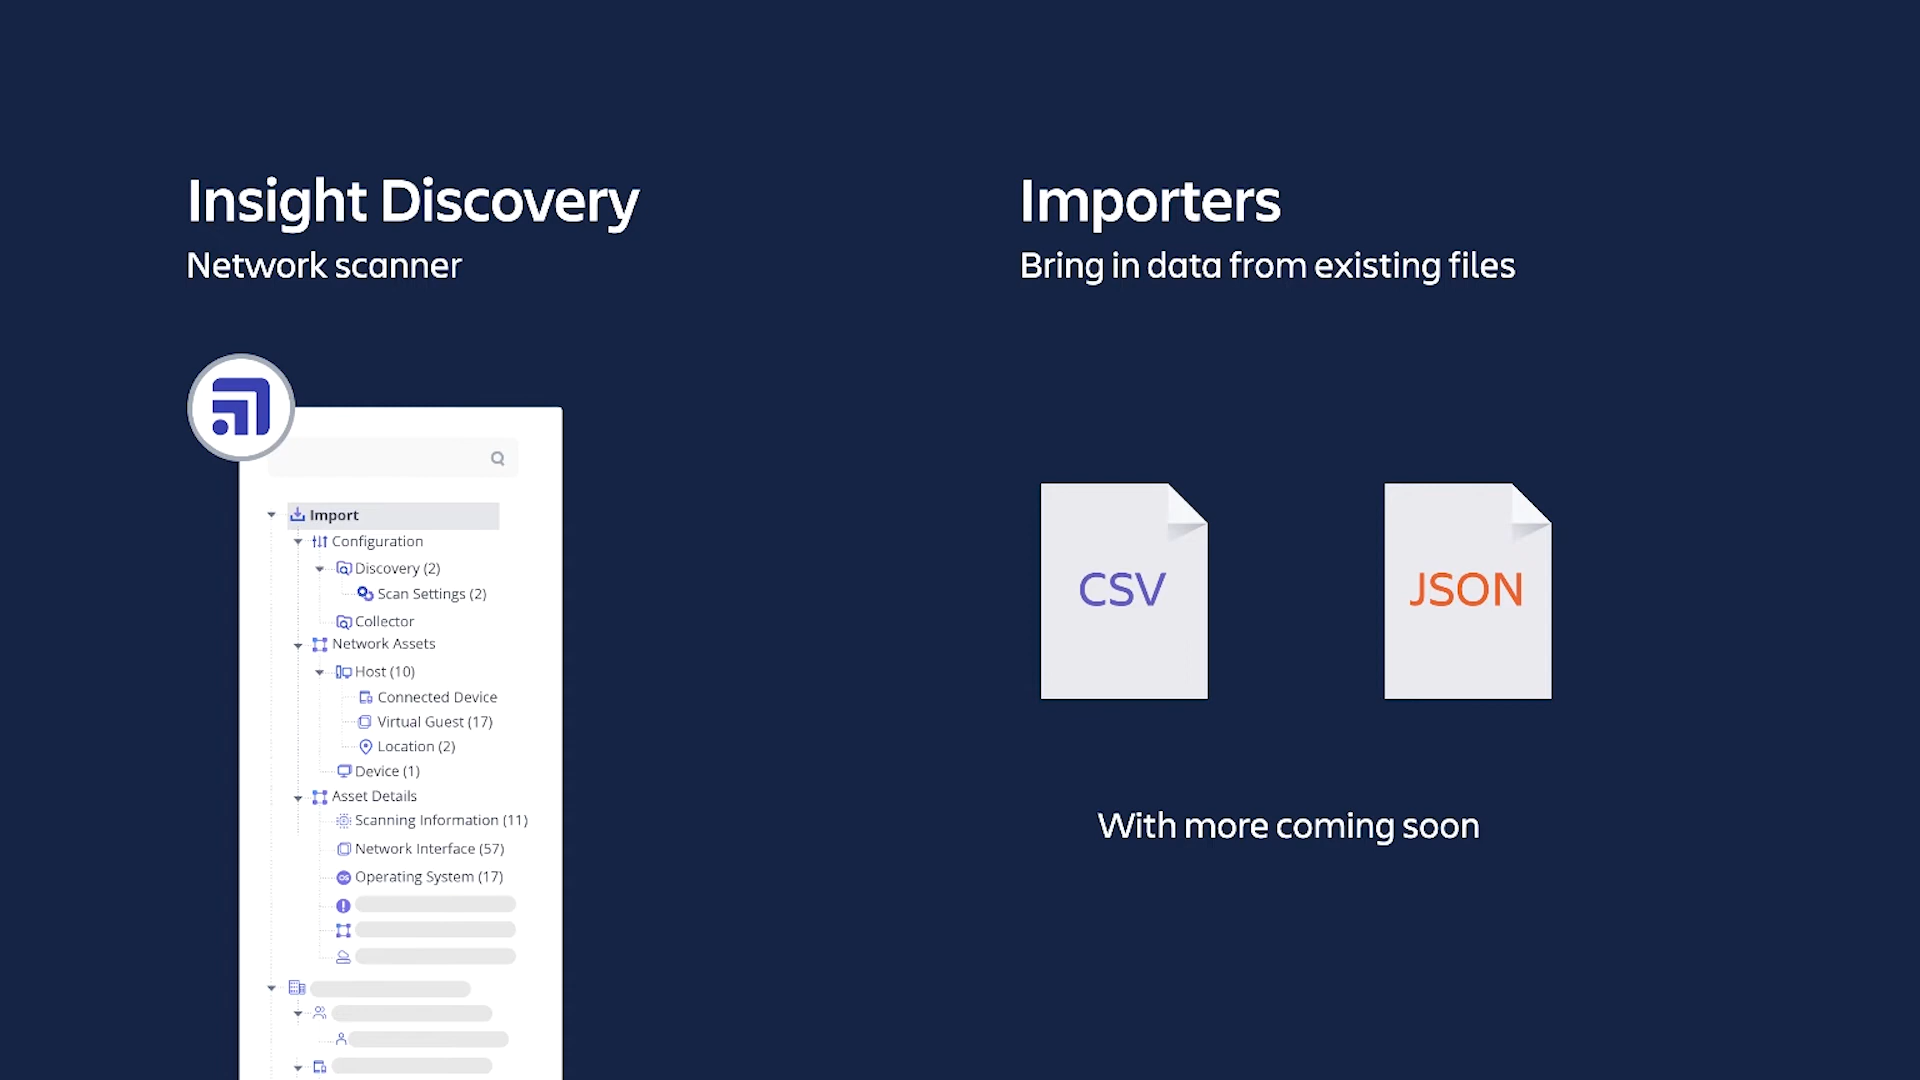 Insight Discovery
Network scanner
Import
Configuration
Discovery (2)
Scan Settings (2)
Collector
Network Assets
Host (10)
Connected Device
Virtual Guest (17)
Location (2)
Device (1)
Asset Details
Scanning Information (11)
Network Interface (57)
OS Operating System (17)
Importers
Bring in data from existing files
CSV
JSON
With more coming soon